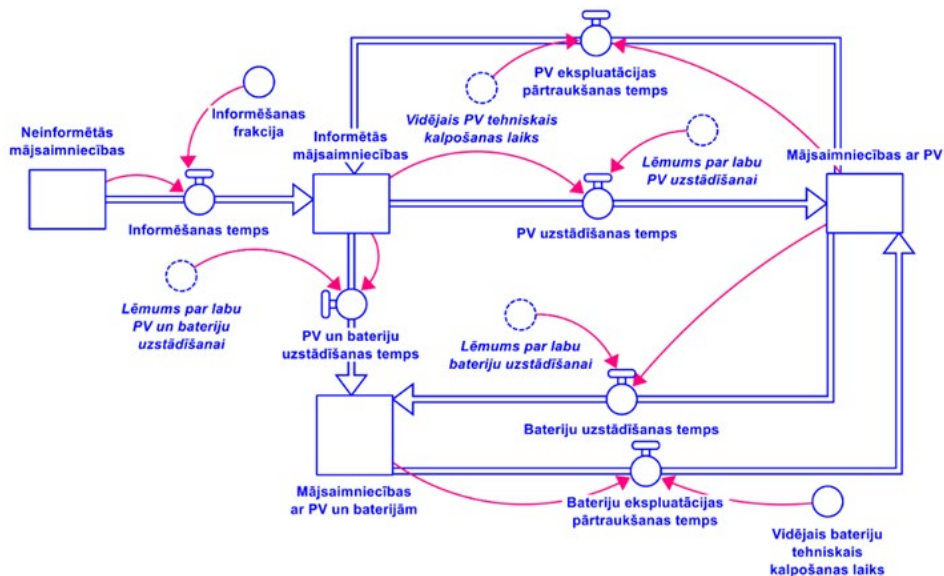 PV ekspluatācijas
pārtraukšanas temps
Informēšanas
frakcija
Vidējais PV tehniskais
kalpošanas laiks
Neinformētās
mājsaimniecības
Informētās
mājsaimniecības
Lēmums par labu
PV uzstādīšanai
Mājsaimniecības ar PV
Informēšanas temps
PV uzstādīšanas temps
Lēmums par labu
PV un bateriju
uzstādīšanai
PV un bateriju
uzstādīšanas temps
Lēmums par labu
bateriju uzstādīšanai
Bateriju uzstādīšanas temps
Mājsaimniecības
ar PV un baterijām
Bateriju ekspluatācijas
pārtraukšanas temps
Vidējais bateriju
tehniskais
kalpošanas laiks